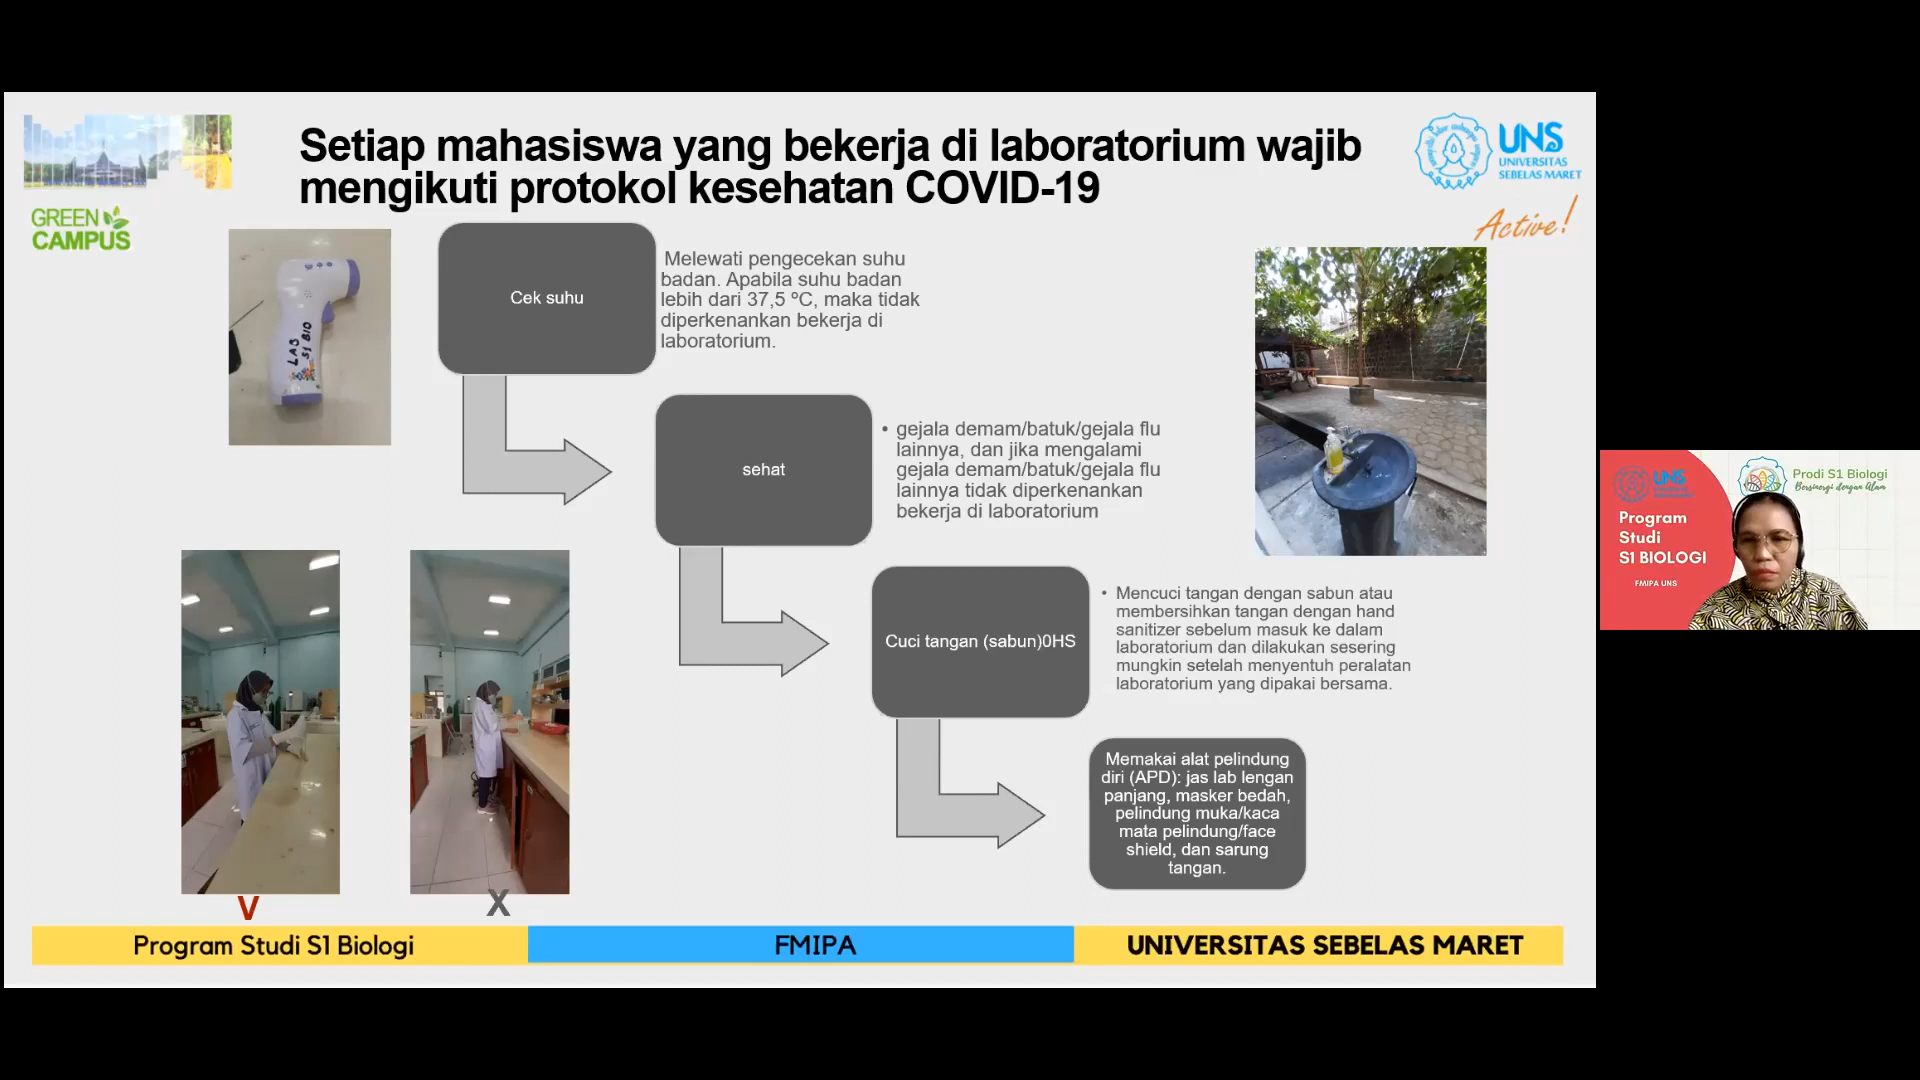 Setiap mahasiswa yang bekerja di laboratorium wajib
mengikuti protokol kesehatan COVID-19
UNS
UNIVERSITAS
SEBELAS MARET
Active!
GREEN
CAMPUS
LAB
S1 BIO
Cek suhu
Melewati pengecekan suhu
badan. Apabila suhu badan
lebih dari 37,5 ºC, maka tidak
diperkenankan bekerja di
laboratorium.
sehat
• gejala demam/batuk/gejala flu
lainnya, dan jika mengalami
gejala demam/batuk/gejala flu
lainnya tidak diperkenankan
bekerja di laboratorium
Cuci tangan (sabun)0HS
• Mencuci tangan dengan sabun atau
membersihkan tangan dengan hand
sanitizer sebelum masuk ke dalam
laboratorium dan dilakukan sesering
mungkin setelah menyentuh peralatan
laboratorium yang dipakai bersama.
Memakai alat pelindung
diri (APD): jas lab lengan
panjang, masker bedah,
pelindung muka/kaca
mata pelindung/face
shield, dan sarung
tangan.
V
X
Program Studi S1 Biologi
FMIPA
UNIVERSITAS SEBELAS MARET
UNS
Prodi S1 Biologi
Bersinergi dengan Alam
Program
Studi
S1 BIOLOGI
FMIPA UNS